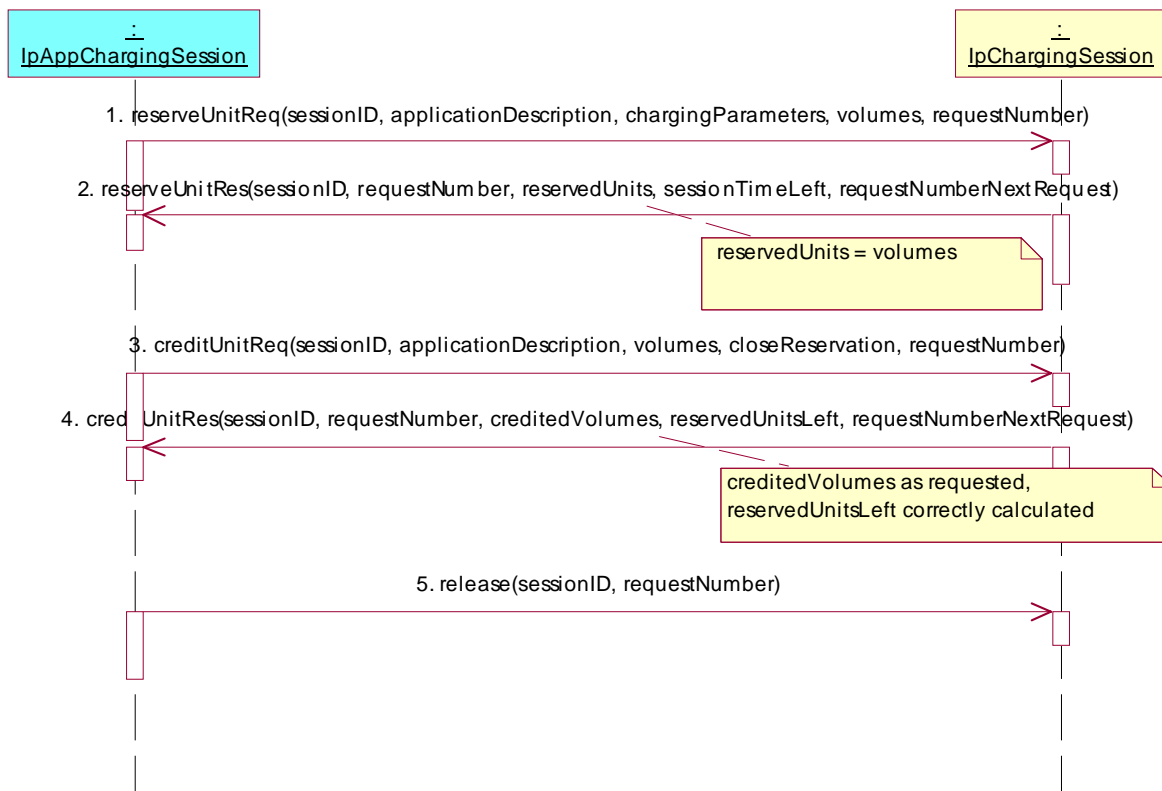 :
IpAppChargingSession
:
IpChargingSession
1. reserveUnitReq(sessionID, applicationDescription, chargingParameters, volumes, requestNumber)
2. reserveUnitRes(sessionID, requestNumber, reservedUnits, sessionTimeLeft, requestNumberNextRequest)
reservedUnits = volumes
3. creditUnitReq(sessionID, applicationDescription, volumes, closeReservation, requestNumber)
4. creditUnitRes(sessionID, requestNumber, creditedVolumes, reservedUnitsLeft, requestNumberNextRequest)
creditedVolumes as requested,
reservedUnitsLeft correctly calculated
5. release(sessionID, requestNumber)